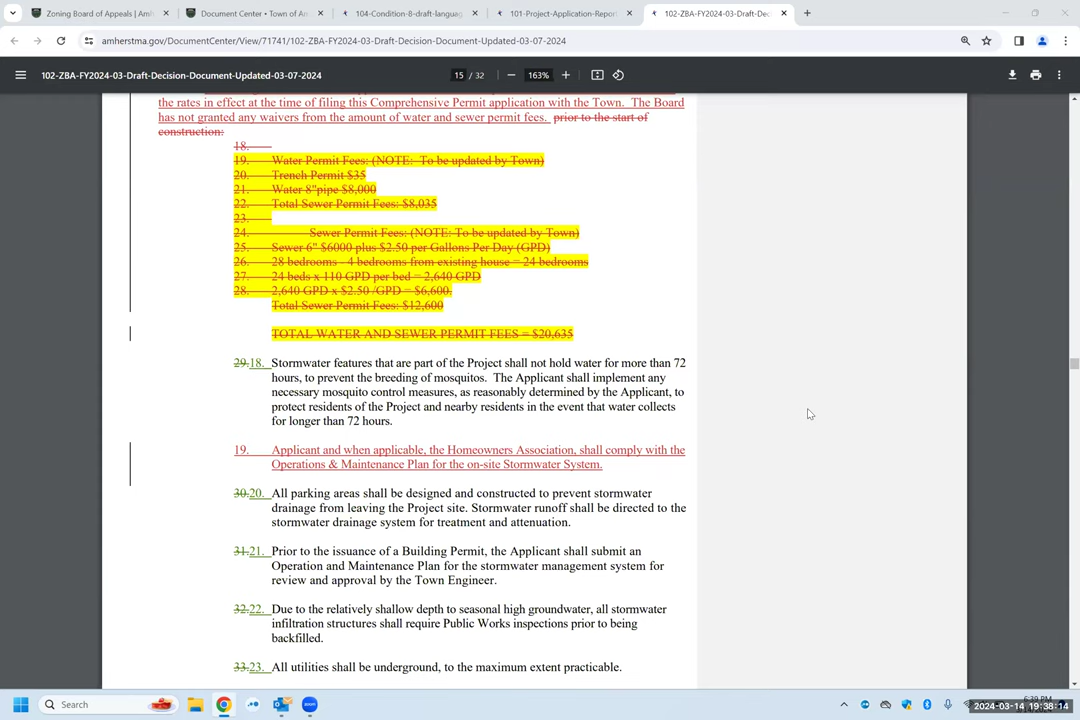 Zoning Board of Appeals | Amh
Document Center • Town of Am
104-Condition-8-draft-languag
101-Project-Application-Repor
102-ZBA-FY2024-03-Draft-Dec
amherstma.gov/DocumentCenter/View/71741/102-ZBA-FY2024-03-Draft-Decision-Document-Updated-03-07-2024
102-ZBA-FY2024-03-Draft-Decision-Document-Updated-03-07-2024
15 / 32
163%
the rates in effect at the time of filing this Comprehensive Permit application with the Town. The Board
has not granted any waivers from the amount of water and sewer permit fees. prior to the start of
construction:
18.
19. Water Permit Fees: (NOTE: To be updated by Town)
20. Trench Permit $35
21. Water 8"pipe $8,000
22. Total Sewer Permit Fees: $8,035
23.
24. Sewer Permit Fees: (NOTE: To be updated by Town)
25. Sewer 6" $6000 plus $2.50 per Gallons Per Day (GPD)
26. 28 bedrooms - 4 bedrooms from existing house = 24 bedrooms
27. 24 beds x 110 GPD per bed = 2,640 GPD
28. 2,640 GPD x $2.50 /GPD = $6,600.
Total Sewer Permit Fees: $12,600
TOTAL WATER AND SEWER PERMIT FEES = $20,635
29.18. Stormwater features that are part of the Project shall not hold water for more than 72
hours, to prevent the breeding of mosquitos. The Applicant shall implement any
necessary mosquito control measures, as reasonably determined by the Applicant, to
protect residents of the Project and nearby residents in the event that water collects
for longer than 72 hours.
19. Applicant and when applicable, the Homeowners Association, shall comply with the
Operations & Maintenance Plan for the on-site Stormwater System.
30.20. All parking areas shall be designed and constructed to prevent stormwater
drainage from leaving the Project site. Stormwater runoff shall be directed to the
stormwater drainage system for treatment and attenuation.
31.21. Prior to the issuance of a Building Permit, the Applicant shall submit an
Operation and Maintenance Plan for the stormwater management system for
review and approval by the Town Engineer.
32.22. Due to the relatively shallow depth to seasonal high groundwater, all stormwater
infiltration structures shall require Public Works inspections prior to being
backfilled.
33.23. All utilities shall be underground, to the maximum extent practicable.
Search
zoom
2024-03-14 19:38:14